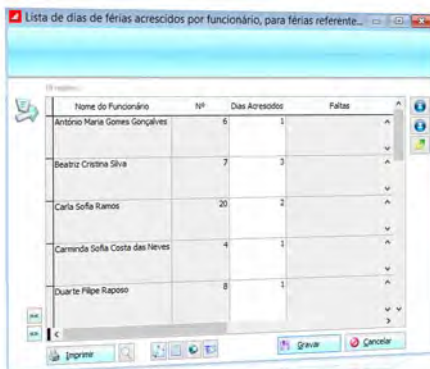 Lista de dias de férias acrescidos por funcionário, para férias referente...
Nome do Funcionário Nº Dias Acrescidos Faltas
António Maria Gomes Gonçalves 6 1
Beatriz Cristina Silva 7 3
Carla Sofia Ramos 20 2
Carminda Sofia Costa das Neves 4 1
Duarte Filipe Raposo 8 1
Imprimir Gravar Cancelar